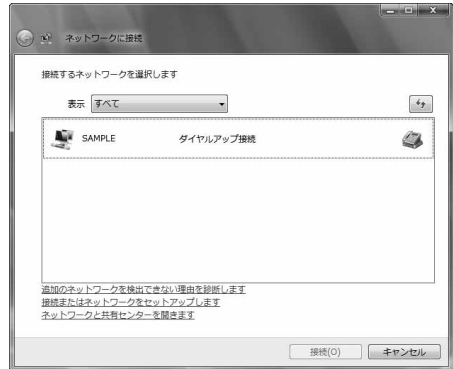 ネットワークに接続
接続するネットワークを選択します
表示 すべて
SAMPLE ダイヤルアップ接続
追加のネットワークを検出できない理由を診断します
接続またはネットワークをセットアップします
ネットワークと共有センターを開きます
接続(O) キャンセル